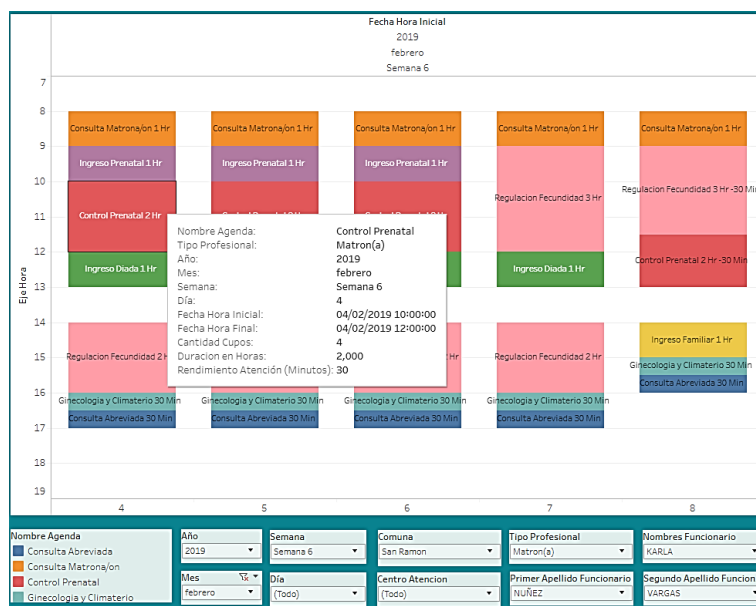 Fecha Hora Inicial
2019
febrero
Semana 6
Eje Hora
7
8
9
10
11
12
13
14
15
16
17
18
19
Consulta Matrona/on 1 Hr
Consulta Matrona/on 1 Hr
Consulta Matrona/on 1 Hr
Consulta Matrona/on 1 Hr
Consulta Matrona/on 1 Hr
Ingreso Prenatal 1 Hr
Ingreso Prenatal 1 Hr
Ingreso Prenatal 1 Hr
Regulacion Fecundidad 3 Hr
Regulacion Fecundidad 3 Hr -30 Min
Control Prenatal 2 Hr
Control Prenatal 2 Hr -30 Min
Ingreso Diada 1 Hr
Ingreso Diada 1 Hr
Nombre Agenda: Control Prenatal
Tipo Profesional: Matron(a)
Año: 2019
Mes: febrero
Semana: Semana 6
Día: 4
Fecha Hora Inicial: 04/02/2019 10:00:00
Fecha Hora Final: 04/02/2019 12:00:00
Cantidad Cupos: 4
Duracion en Horas: 2,000
Rendimiento Atención (Minutos): 30
Regulacion Fecundidad 2 H
Hr
Regulacion Fecundidad 2 Hr
Ingreso Familiar 1 Hr
Ginecologia y Climaterio 30 Min
Ginecologia y Climaterio 30 Min
Ginecologia y Climaterio 30 Min
Ginecologia y Climaterio 30 Min
Ginecologia y Climaterio 30 Min
Consulta Abreviada 30 Min
Consulta Abreviada 30 Min
Consulta Abreviada 30 Min
Consulta Abreviada 30 Min
Consulta Abreviada 30 Min
4 5 6 7 8
Nombre Agenda
Consulta Abreviada
Consulta Matrona/on
Control Prenatal
Ginecologia y Climaterio
Año
2019
Semana
Semana 6
Comuna
San Ramon
Tipo Profesional
Matron(a)
Nombres Funcionario
KARLA
Mes
febrero
Día
(Todo)
Centro Atencion
(Todo)
Primer Apellido Funcionario
NUÑEZ
Segundo Apellido Funcion
VARGAS